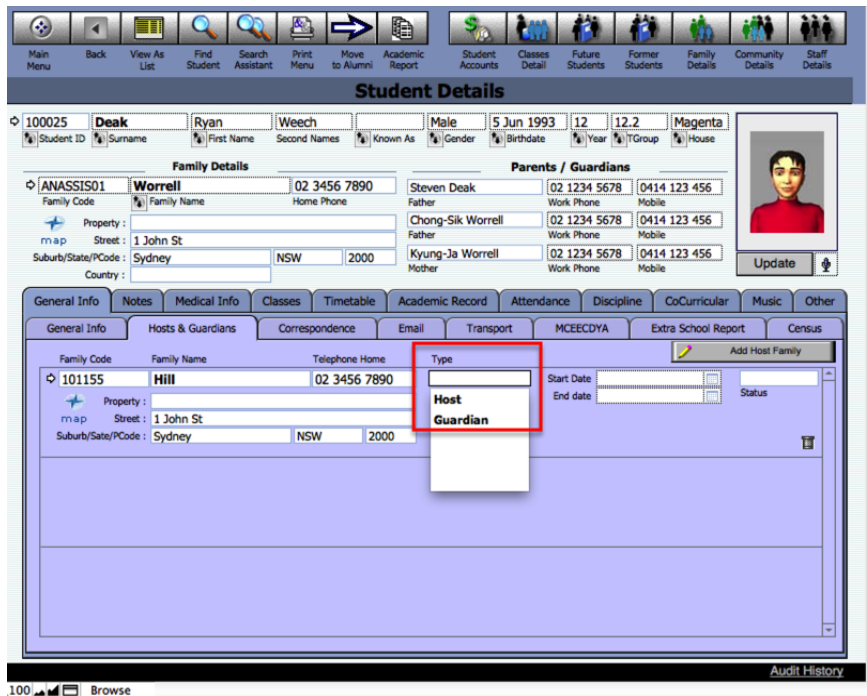 Main Menu Back View As List Find Student Search Assistant Print Menu Move to Alumni Academic Report Student Accounts Classes Detail Future Students Former Students Family Details Community Details Staff Details
Student Details
100025 Deak Ryan Weech Male 5 Jun 1993 12 12.2 Magenta
Student ID Surname First Name Second Names Known As Gender Birthdate Year TGroup House
Family Details Parents / Guardians
ANASSIS01 Worrell 02 3456 7890 Steven Deak 02 1234 5678 0414 123 456
Family Code Family Name Home Phone Father Work Phone Mobile
Property : Chong-Sik Worrell 02 1234 5678 0414 123 456
map Street : 1 John St Father Work Phone Mobile
Suburb/State/PCode : Sydney NSW 2000 Kyung-Ja Worrell 02 1234 5678 0414 123 456
Country : Mother Work Phone Mobile Update
General Info Notes Medical Info Classes Timetable Academic Record Attendance Discipline CoCurricular Music Other
General Info Hosts & Guardians Correspondence Email Transport MCEECDYA Extra School Report Census
Add Host Family
Family Code Family Name Telephone Home Type
101155 Hill 02 3456 7890 Start Date
Property : Host End date Status
map Street : 1 John St Guardian
Suburb/Sate/PCode : Sydney NSW 2000
Audit History
100 Browse